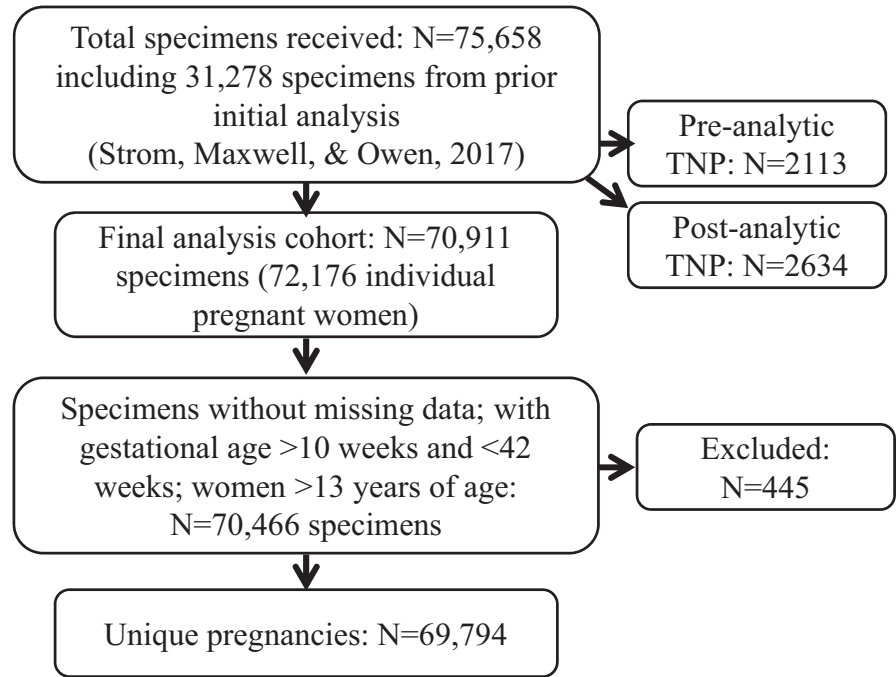 Total specimens received: N=75,658
including 31,278 specimens from prior
initial analysis
(Strom, Maxwell, & Owen, 2017)
Pre-analytic
TNP: N=2113
Post-analytic
TNP: N=2634
Final analysis cohort: N=70,911
specimens (72,176 individual
pregnant women)
Specimens without missing data; with
gestational age >10 weeks and <42
weeks; women >13 years of age:
N=70,466 specimens
Excluded:
N=445
Unique pregnancies: N=69,794